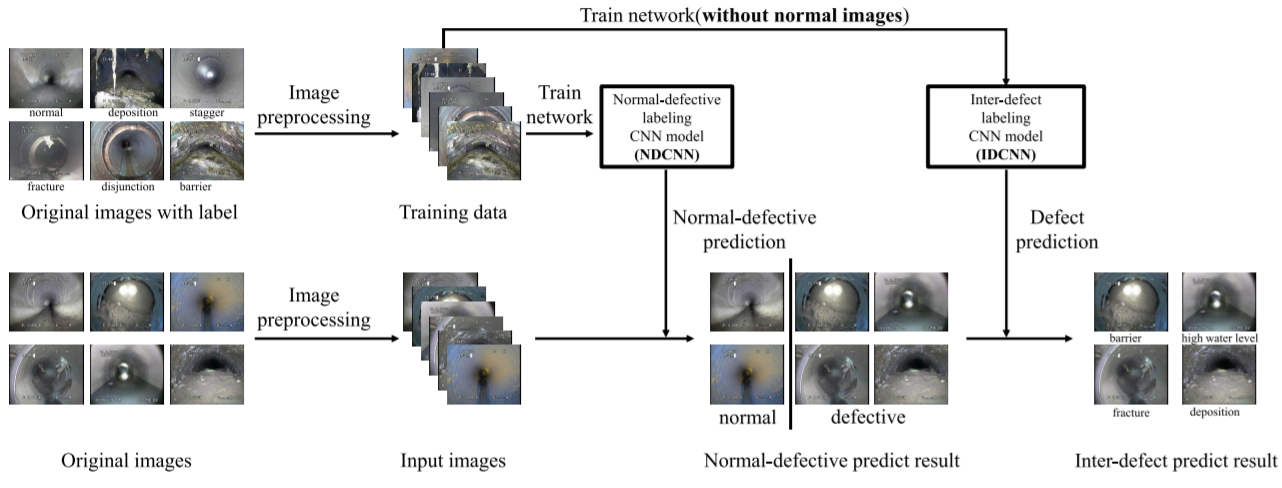 Train network(without normal images)
normal
deposition
stagger
fracture
disjunction
barrier
Original images with label
Image
preprocessing
Training data
Train
network
Normal-defective
labeling
CNN model
(NDCNN)
Inter-defect
labeling
CNN model
(IDCNN)
Normal-defective
prediction
Defect
prediction
Original images
Image
preprocessing
Input images
normal
defective
Normal-defective predict result
barrier
high water level
fracture
deposition
Inter-defect predict result